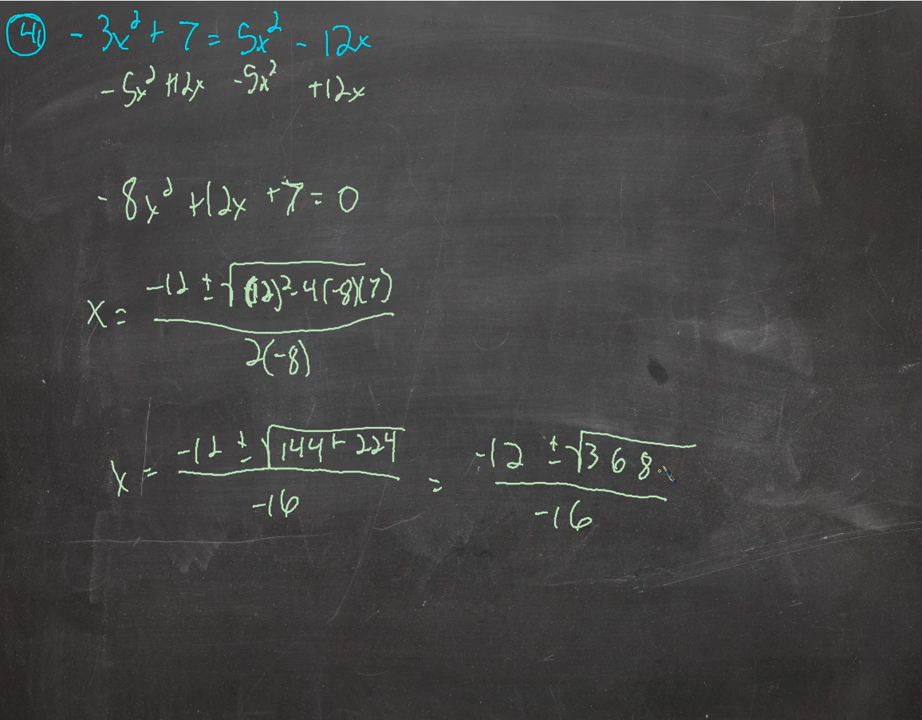 41 - 3x² + 7 = 5x² - 12x
- 5x² +12x -5x² +12x
- 8x² +12x +7 = 0
x = -12 ± √(12)² - 4(-8)(7)
2(-8)
x = -12 ± √144 + 224 = -12 ± √368
-16 -16